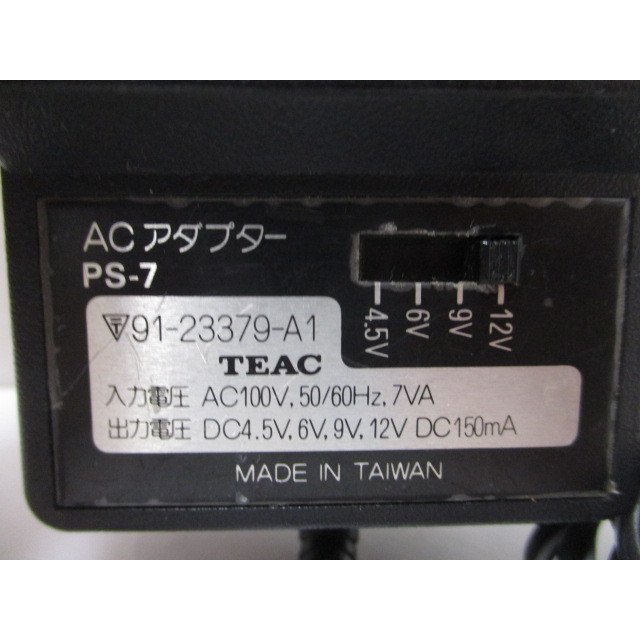 ACアダプター
PS-7
4.5V
6V
9V
12V
91-23379-A1
TEAC
入力電圧 AC100V, 50/60Hz, 7VA
出力電圧 DC4.5V, 6V, 9V, 12V DC150mA
MADE IN TAIWAN